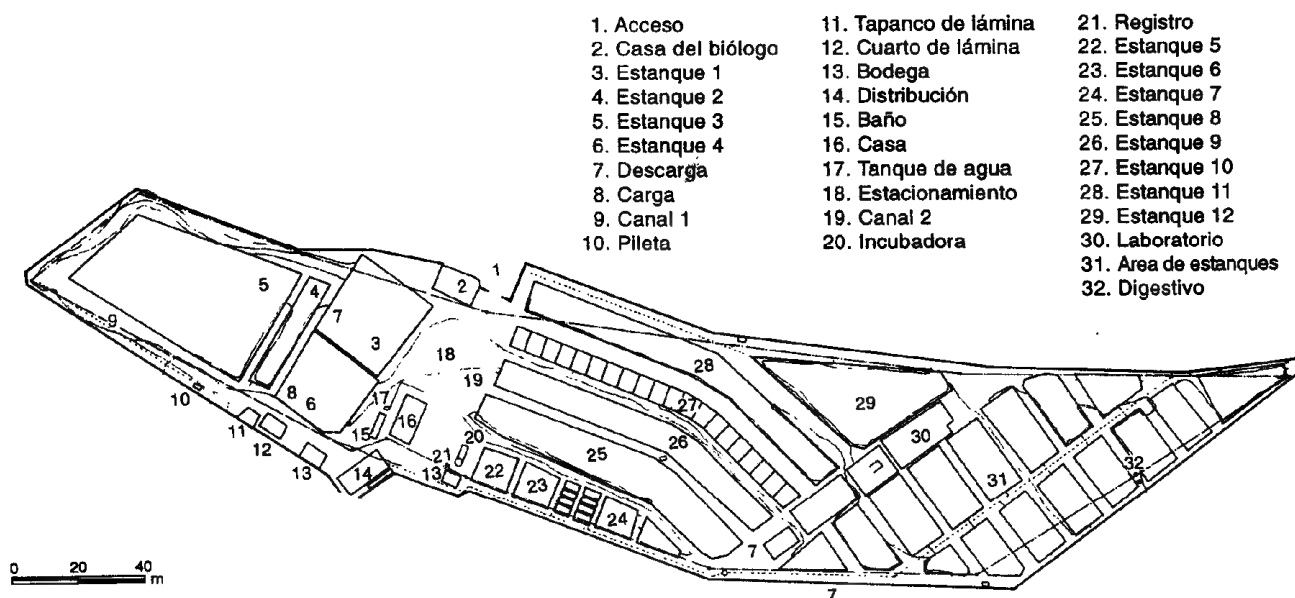 1. Acceso
2. Casa del biólogo
3. Estanque 1
4. Estanque 2
5. Estanque 3
6. Estanque 4
7. Descarga
8. Carga
9. Canal 1
10. Pileta
11. Tapanco de lámina
12. Cuarto de lámina
13. Bodega
14. Distribución
15. Baño
16. Casa
17. Tanque de agua
18. Estacionamiento
19. Canal 2
20. Incubadora
21. Registro
22. Estanque 5
23. Estanque 6
24. Estanque 7
25. Estanque 8
26. Estanque 9
27. Estanque 10
28. Estanque 11
29. Estanque 12
30. Laboratorio
31. Area de estanques
32. Digestivo
1
2
5
4
7
3
9
18
28
19
27
29
10
8
6
17
16
26
30
11
12
15
20
25
13
14
21
13
22
23
24
31
32
7
7
0 20 40
m